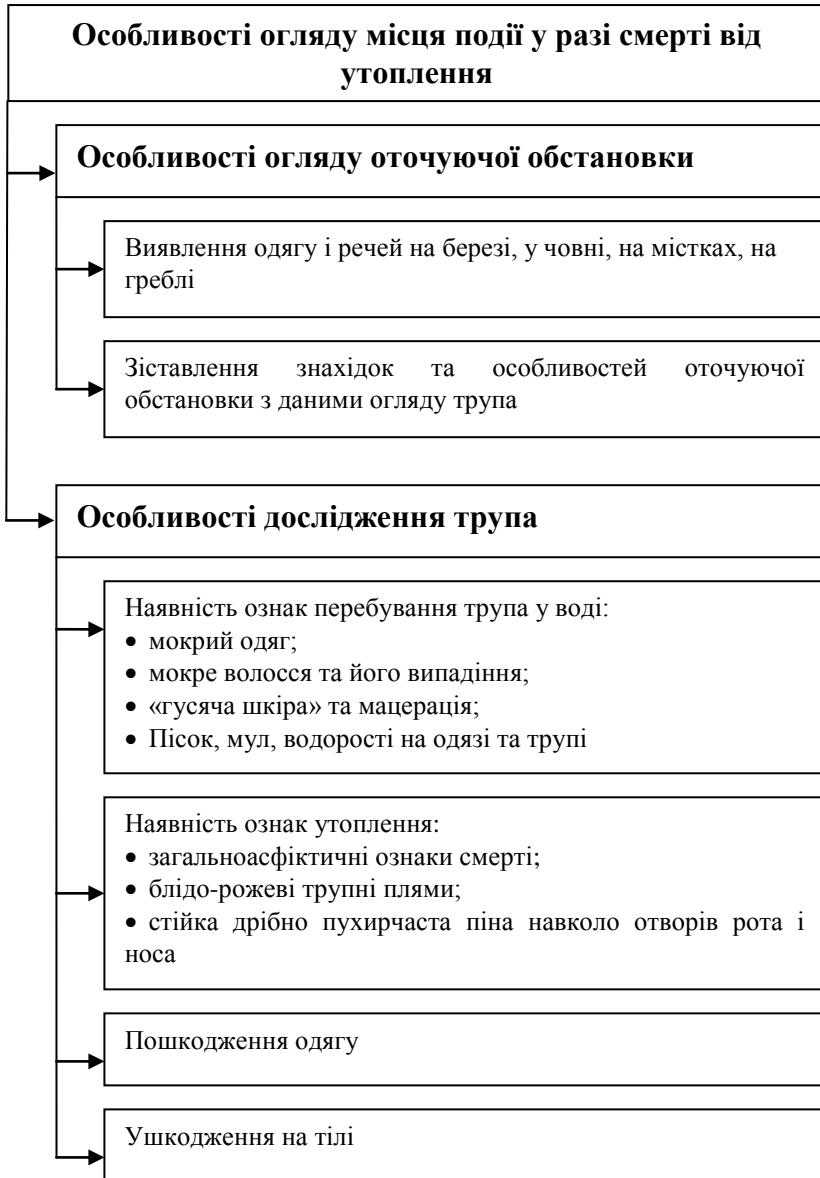 Особливості огляду місця події у разі смерті від
утоплення
Особливості огляду оточуючої обстановки
Виявлення одягу і речей на березі, у човні, на містках, на
греблі
Зіставлення знахідок та особливостей оточуючої
обстановки з даними огляду трупа
Особливості дослідження трупа
Наявність ознак перебування трупа у воді:
• мокрий одяг;
• мокре волосся та його випадіння;
• «гусяча шкіра» та мацерація;
• Пісок, мул, водорості на одязі та трупі
Наявність ознак утоплення:
• загальноасфіктичні ознаки смерті;
• блідо-рожеві трупні плями;
• стійка дрібно пухирчаста піна навколо отворів рота і
носа
Пошкодження одягу
Ушкодження на тілі